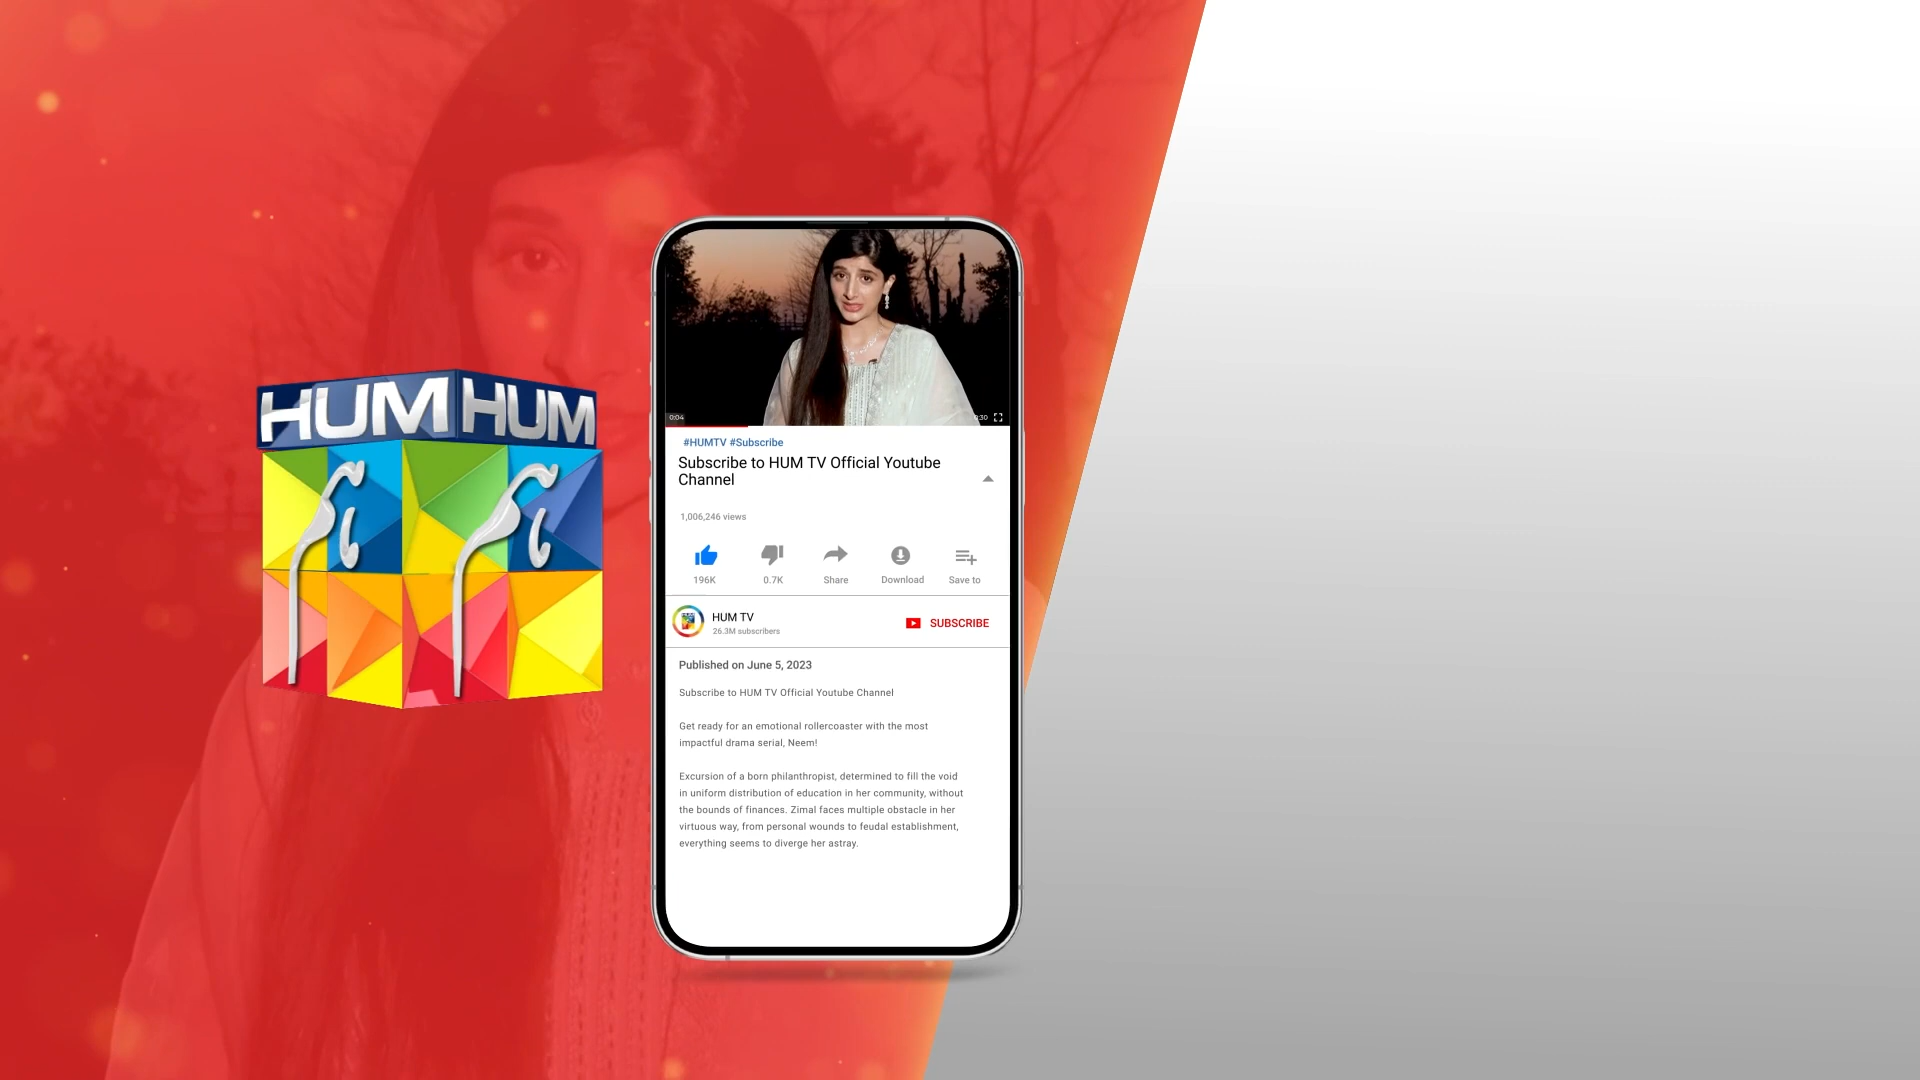 HUM HUM
ہم ہم
0:04
0:30
#HUMTV #Subscribe
Subscribe to HUM TV Official Youtube
Channel
1,006,246 views
196K
0.7K
Share
Download
Save to
HUM TV
26.3M subscribers
SUBSCRIBE
Published on June 5, 2023
Subscribe to HUM TV Official Youtube Channel
Get ready for an emotional rollercoaster with the most
impactful drama serial, Neem!
Excursion of a born philanthropist, determined to fill the void
in uniform distribution of education in her community, without
the bounds of finances. Zimal faces multiple obstacle in her
virtuous way, from personal wounds to feudal establishment,
everything seems to diverge her astray.